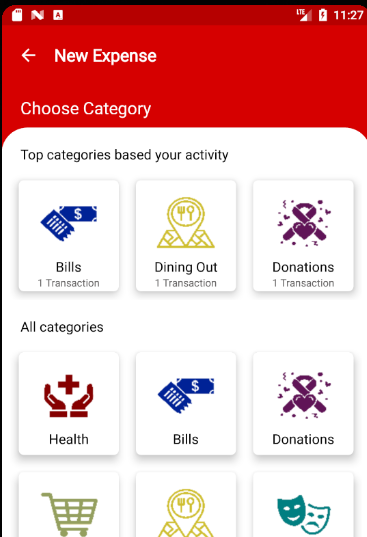 LTE 11:27
New Expense
Choose Category
Top categories based your activity
Bills Dining Out Donations
1 Transaction 1 Transaction 1 Transaction
All categories
Health Bills Donations